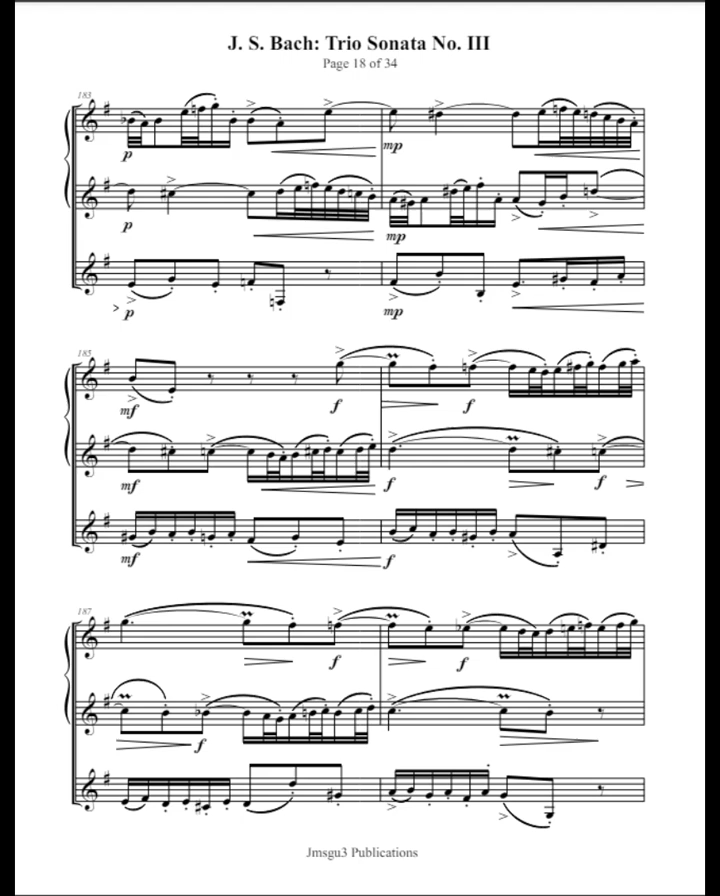 J. S. Bach: Trio Sonata No. III
Page 18 of 34
183
p
mp
p
mp
p
mp
185
mf
f
f
mf
f
f
mf
f
187
f
f
f
Jmsgu3 Publications